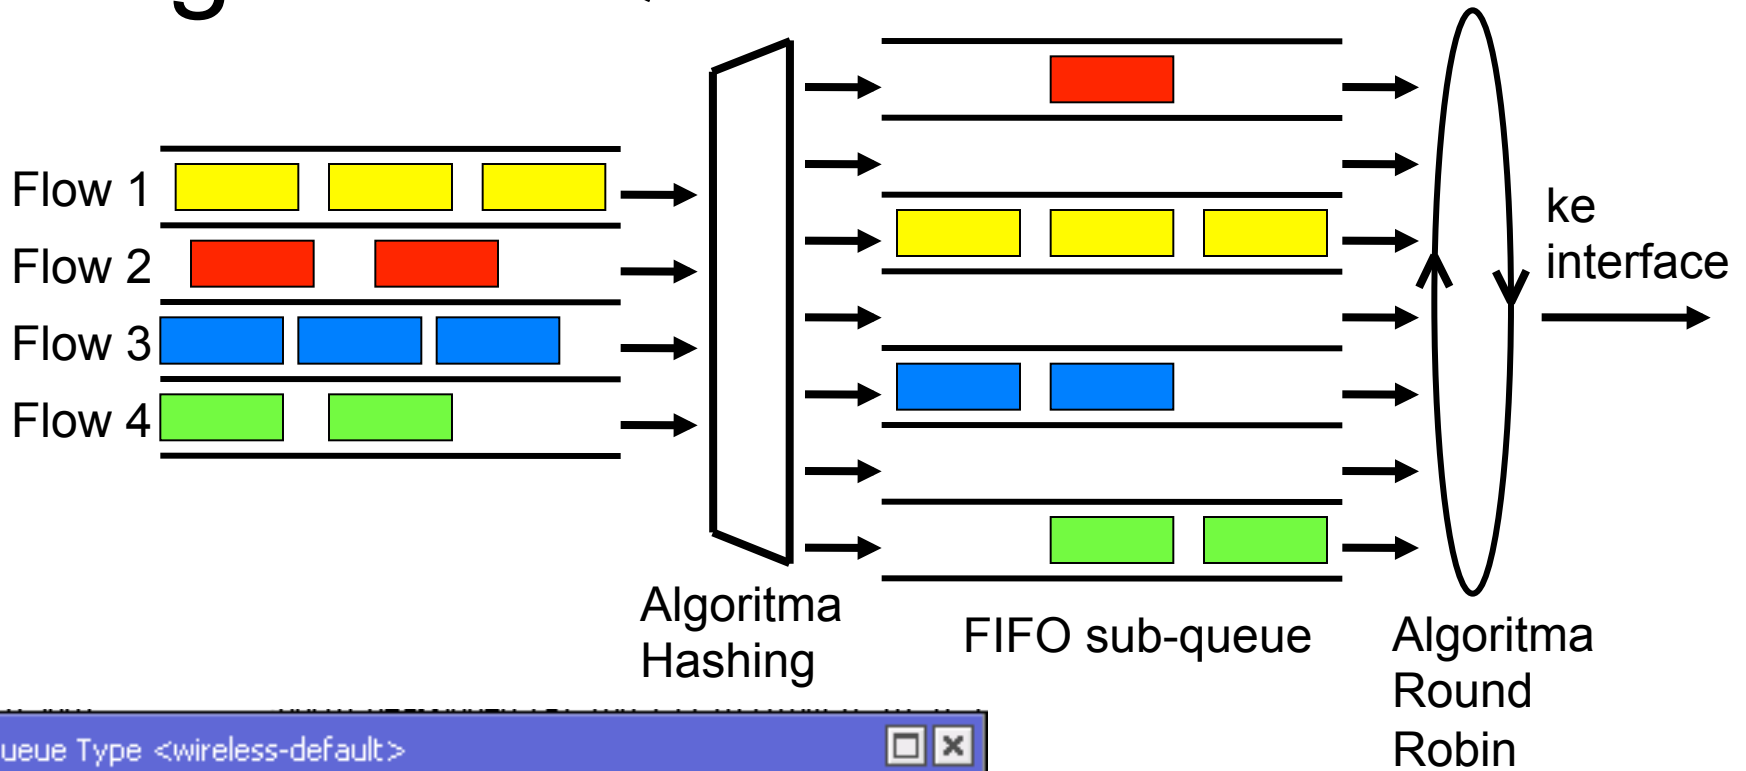 Flow 1
Flow 2
Flow 3
Flow 4
Algoritma
Hashing
FIFO sub-queue
Algoritma
Round
Robin
ke
interface
ueue Type <wireless-default>